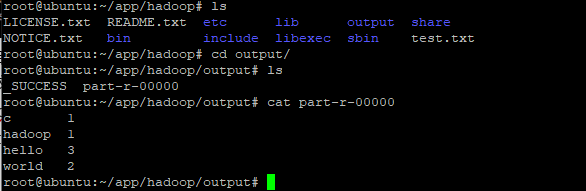 root@ubuntu:~/app/hadoop# ls
LICENSE.txt README.txt etc lib output share
NOTICE.txt bin include libexec sbin test.txt
root@ubuntu:~/app/hadoop# cd output/
root@ubuntu:~/app/hadoop/output# ls
_SUCCESS part-r-00000
root@ubuntu:~/app/hadoop/output# cat part-r-00000
c 1
hadoop 1
hello 3
world 2
root@ubuntu:~/app/hadoop/output#